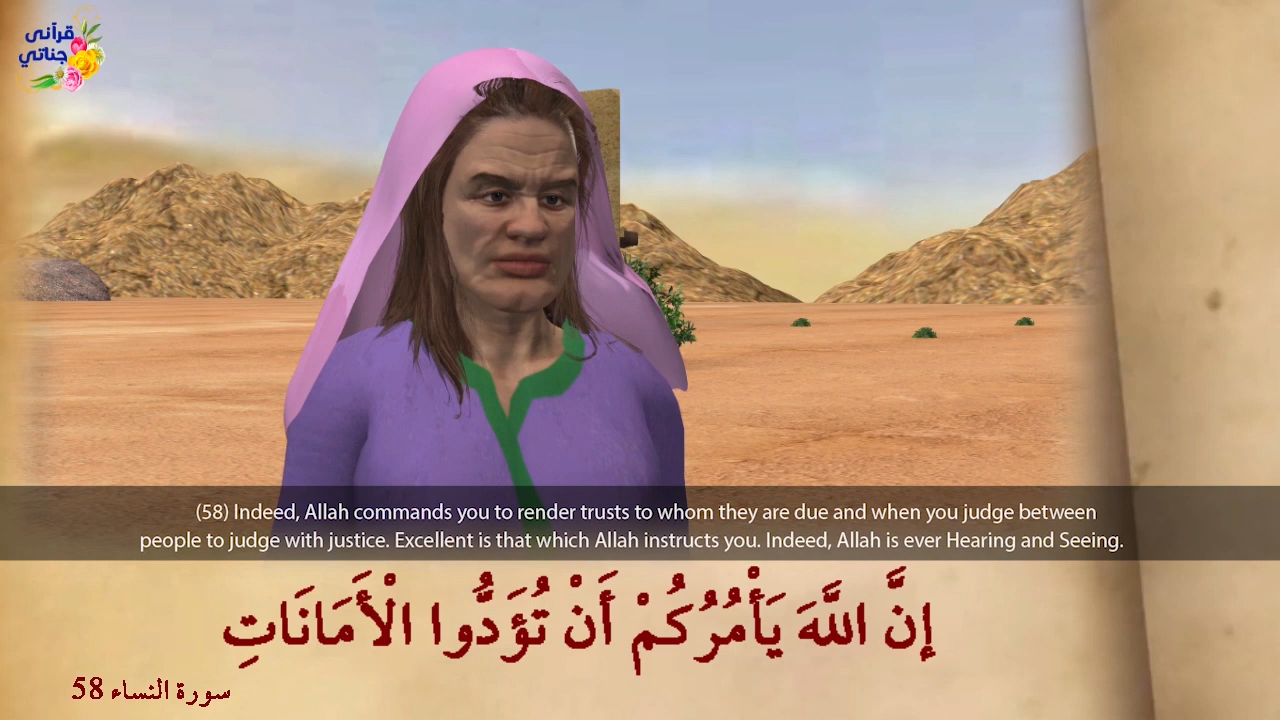 قرآنى
جناتي
(58) Indeed, Allah commands you to render trusts to whom they are due and when you judge between
people to judge with justice. Excellent is that which Allah instructs you. Indeed, Allah is ever Hearing and Seeing.
إِنَّ اللَّهَ يَأْمُرُكُمْ أَنْ تُؤَدُّوا الْأَمَانَاتِ
سورة النساء 58